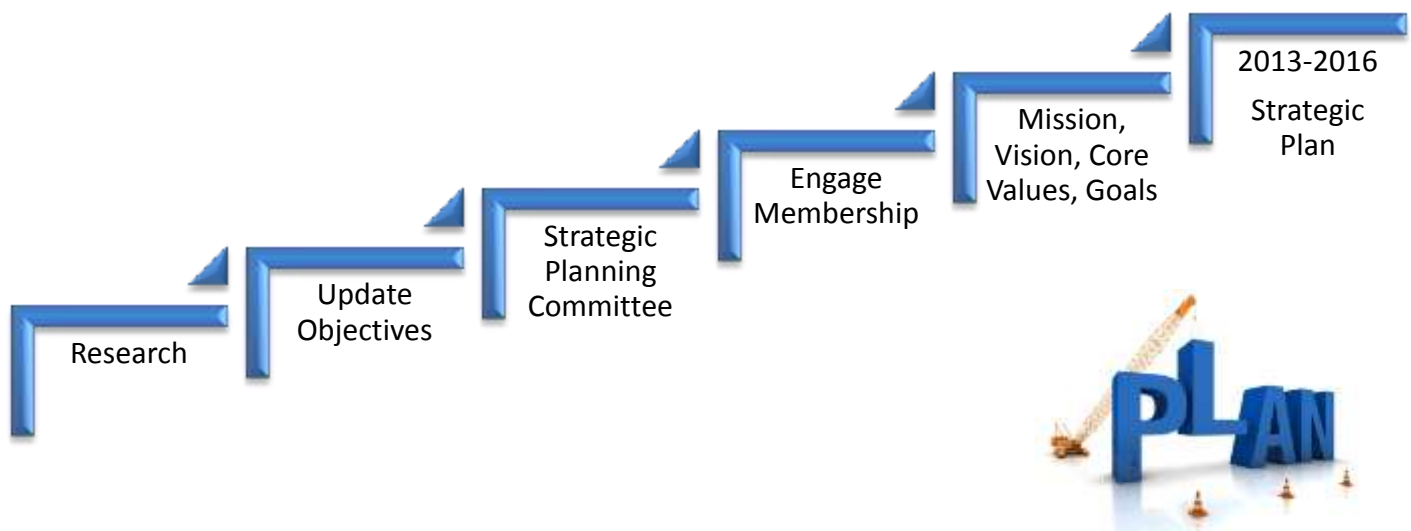 Research
Update
Objectives
Strategic
Planning
Committee
Engage
Membership
Mission,
Vision, Core
Values, Goals
2013-2016
Strategic
Plan
PLAN